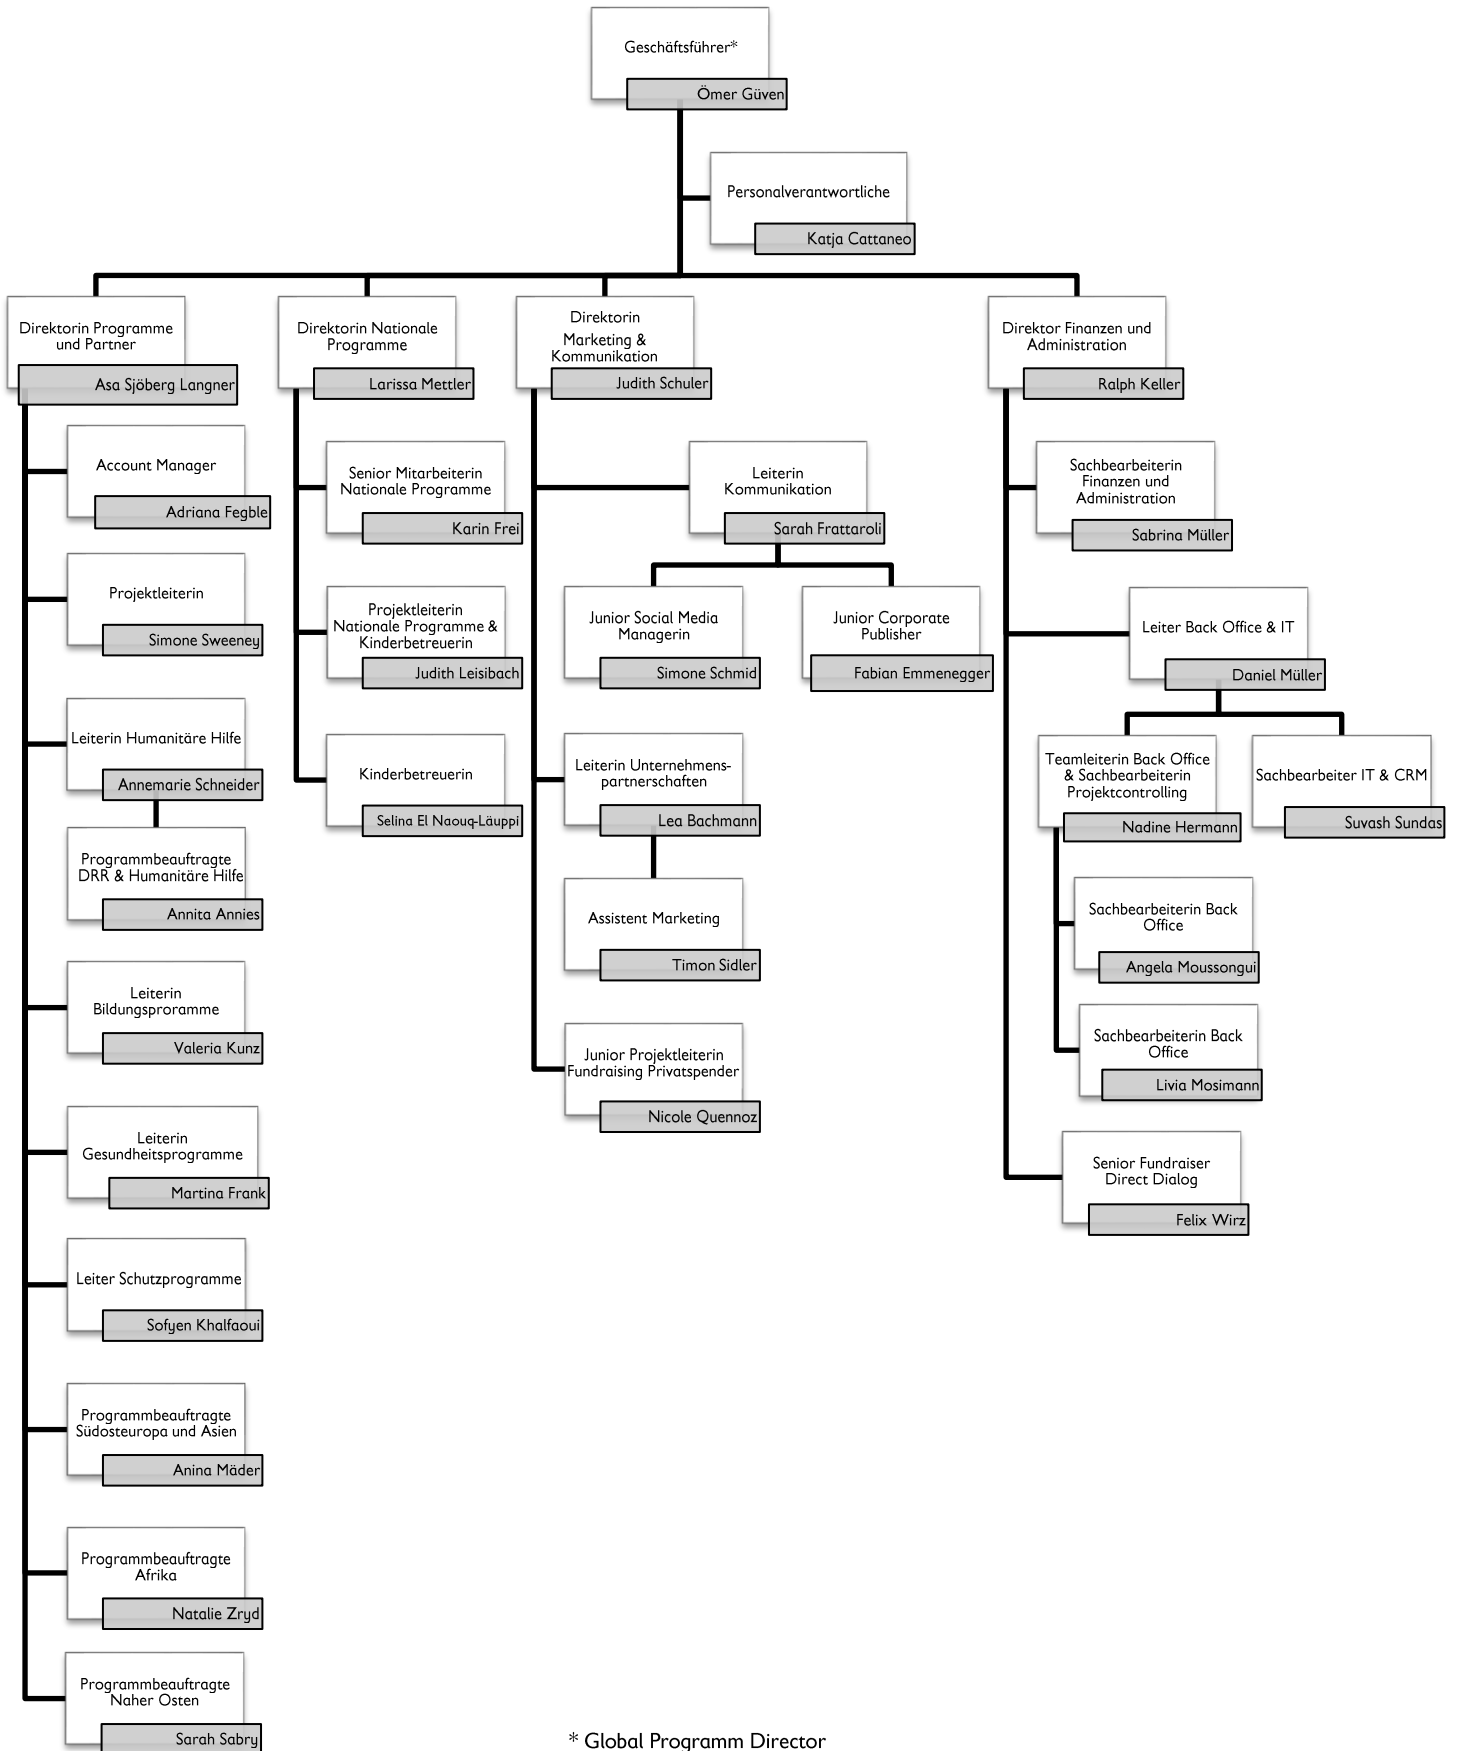 Geschäftsführer*
Ömer Güven
Personalverantwortliche
Katja Cattaneo
Direktorin Programme
und Partner
Asa Sjöberg Langner
Account Manager
Adriana Fegble
Projektleiterin
Simone Sweeney
Leiterin Humanitäre Hilfe
Annemarie Schneider
Programmbeauftragte
DRR & Humanitäre Hilfe
Annita Annies
Leiterin
Bildungsproramme
Valeria Kunz
Leiterin
Gesundheitsprogramme
Martina Frank
Leiter Schutzprogramme
Sofyen Khalfaoui
Programmbeauftragte
Südosteuropa und Asien
Anina Mäder
Programmbeauftragte
Afrika
Natalie Zryd
Programmbeauftragte
Naher Osten
Sarah Sabry
Direktorin Nationale
Programme
Larissa Mettler
Senior Mitarbeiterin
Nationale Programme
Karin Frei
Projektleiterin
Nationale Programme &
Kinderbetreuerin
Judith Leisibach
Kinderbetreuerin
Selina El Naouq-Läuppi
Direktorin
Marketing &
Kommunikation
Judith Schuler
Leiterin
Kommunikation
Sarah Frattaroli
Junior Social Media
Managerin
Simone Schmid
Junior Corporate
Publisher
Fabian Emmenegger
Leiterin Unternehmens-
partnerschaften
Lea Bachmann
Assistent Marketing
Timon Sidler
Junior Projektleiterin
Fundraising Privatspender
Nicole Quennoz
Direktor Finanzen und
Administration
Ralph Keller
Sachbearbeiterin
Finanzen und
Administration
Sabrina Müller
Leiter Back Office & IT
Daniel Müller
Teamleiterin Back Office
& Sachbearbeiterin
Projektcontrolling
Nadine Hermann
Sachbearbeiter IT & CRM
Suvash Sundas
Sachbearbeiterin Back
Office
Angela Moussongui
Sachbearbeiterin Back
Office
Livia Mosimann
Senior Fundraiser
Direct Dialog
Felix Wirz
* Global Programm Director